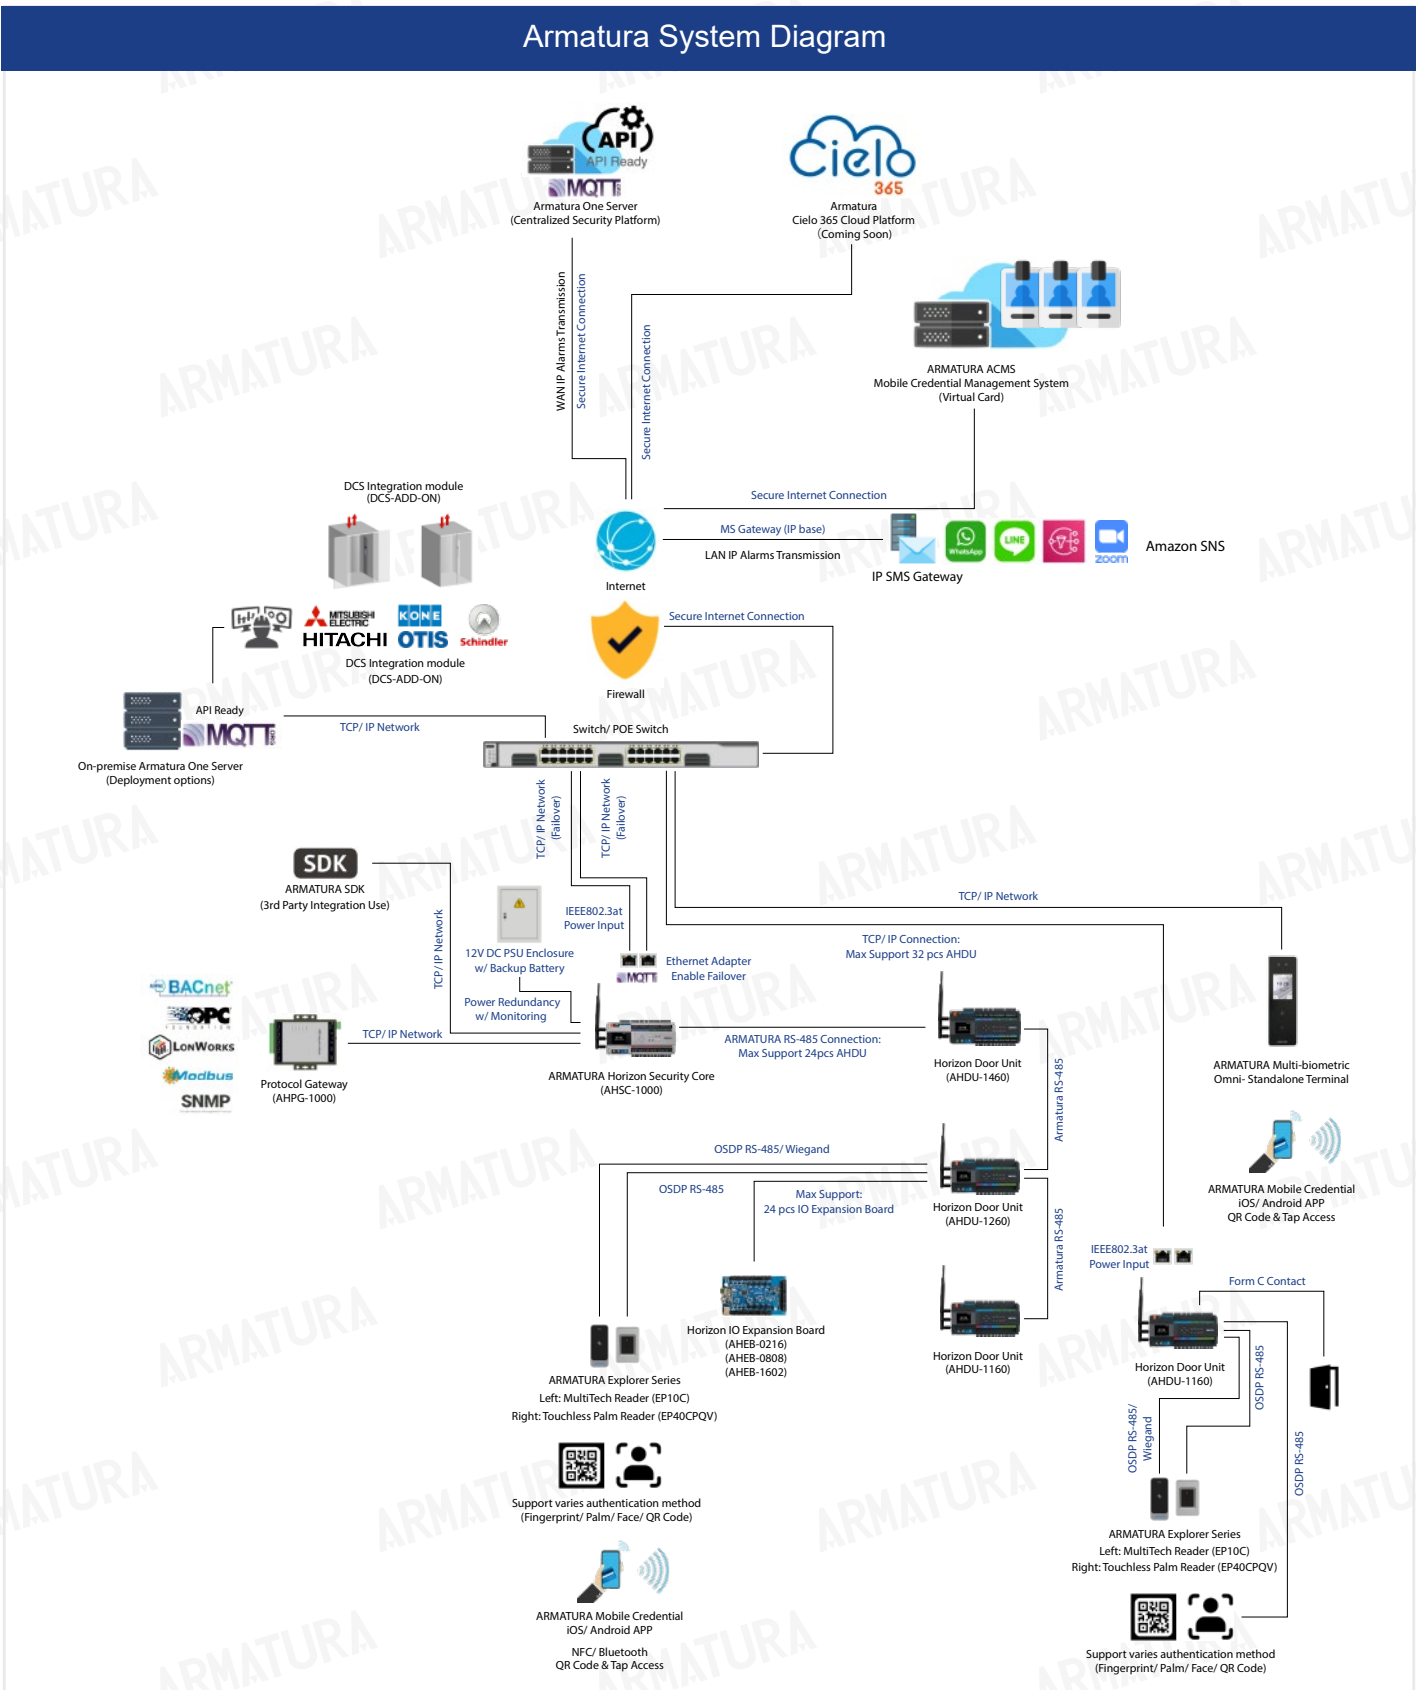 Armatura System Diagram
API
API Ready
MQTT
Armatura One Server
(Centralized Security Platform)
Cielo
365
Armatura
Cielo 365 Cloud Platform
(Coming Soon)
WAN IP Alarms Transmission
Secure Internet Connection
Secure Internet Connection
ARMATURA ACMS
Mobile Credential Management System
(Virtual Card)
DCS Integration module
(DCS-ADD-ON)
Secure Internet Connection
MS Gateway (IP base)
LAN IP Alarms Transmission
Internet
IP SMS Gateway
WhatsApp
LINE
zoom
Amazon SNS
MITSUBISHI
ELECTRIC
HITACHI
KONE
OTIS
Schindler
DCS Integration module
(DCS-ADD-ON)
Secure Internet Connection
Firewall
API Ready
MQTT
TCP/ IP Network
On-premise Armatura One Server
(Deployment options)
Switch/ POE Switch
TCP/ IP Network
(Failover)
TCP/ IP Network
(Failover)
SDK
ARMATURA SDK
(3rd Party Integration Use)
TCP/ IP Network
12V DC PSU Enclosure
w/ Backup Battery
Power Redundancy
w/ Monitoring
IEEE802.3at
Power Input
MQTT
Ethernet Adapter
Enable Failover
TCP/ IP Network
TCP/ IP Connection:
Max Support 32 pcs AHDU
BACnet
OPC
FOUNDATION
LONWORKS
Modbus
SNMP
Protocol Gateway
(AHPG-1000)
TCP/ IP Network
ARMATURA Horizon Security Core
(AHSC-1000)
ARMATURA RS-485 Connection:
Max Support 24pcs AHDU
Horizon Door Unit
(AHDU-1460)
Armatura RS-485
ARMATURA Multi-biometric
Omni- Standalone Terminal
ARMATURA Mobile Credential
iOS/ Android APP
QR Code & Tap Access
OSDP RS-485/ Wiegand
OSDP RS-485
Max Support:
24 pcs IO Expansion Board
Horizon Door Unit
(AHDU-1260)
Armatura RS-485
Horizon Door Unit
(AHDU-1160)
Horizon IO Expansion Board
(AHEB-0216)
(AHEB-0808)
(AHEB-1602)
ARMATURA Explorer Series
Left: MultiTech Reader (EP10C)
Right: Touchless Palm Reader (EP40CPQV)
Support varies authentication method
(Fingerprint/ Palm/ Face/ QR Code)
ARMATURA Mobile Credential
iOS/ Android APP
NFC/ Bluetooth
QR Code & Tap Access
IEEE802.3at
Power Input
Form C Contact
Horizon Door Unit
(AHDU-1160)
OSDP RS-485/
Wiegand
OSDP RS-485
OSDP RS-485
ARMATURA Explorer Series
Left: MultiTech Reader (EP10C)
Right: Touchless Palm Reader (EP40CPQV)
Support varies authentication method
(Fingerprint/ Palm/ Face/ QR Code)
ARMATURA